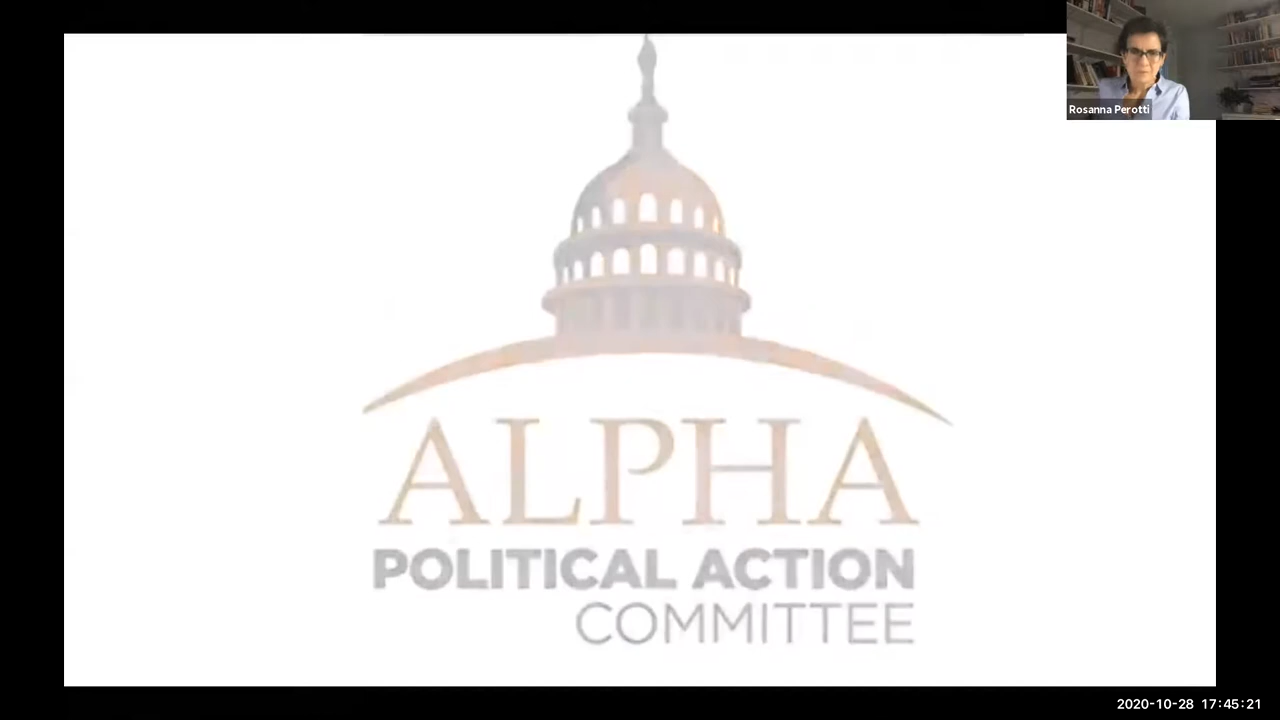 Rosanna Perotti
ALPHA
POLITICAL ACTION
COMMITTEE
2020-10-28 17:45:21